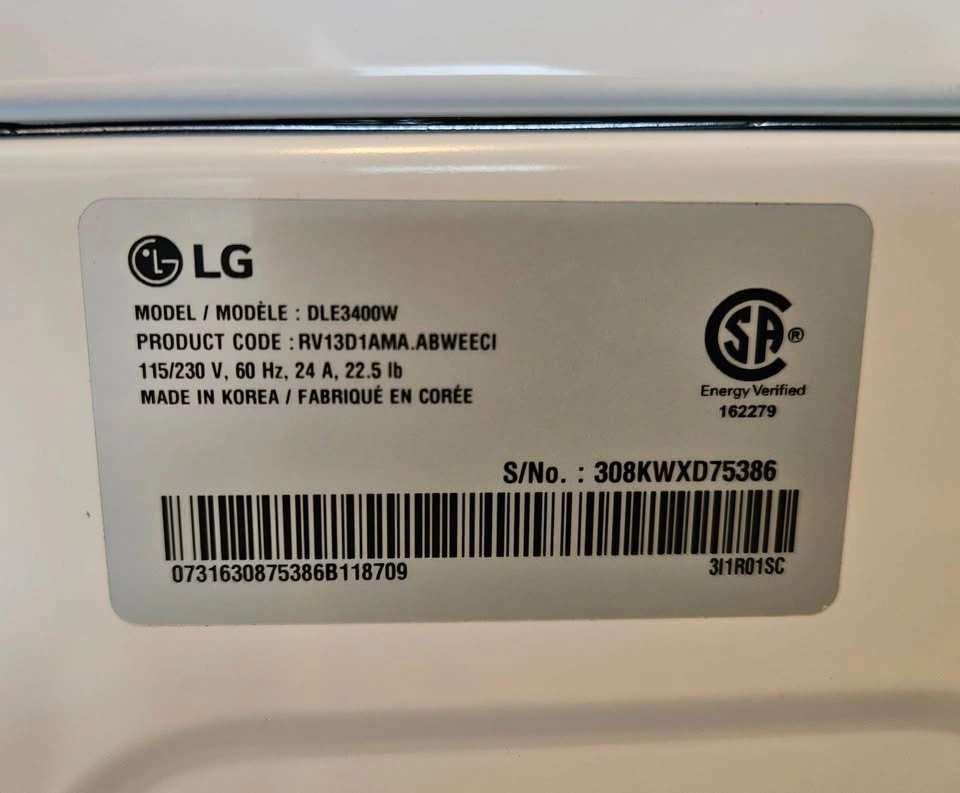 LG
MODEL / MODÈLE : DLE3400W
PRODUCT CODE : RV13D1AMA.ABWEECI
115/230 V, 60 Hz, 24 A, 22.5 lb
MADE IN KOREA / FABRIQUÉ EN CORÉE
SA®
Energy Verified
162279
S/No. : 308KWXD75386
0731630875386B118709
3I1R01SC